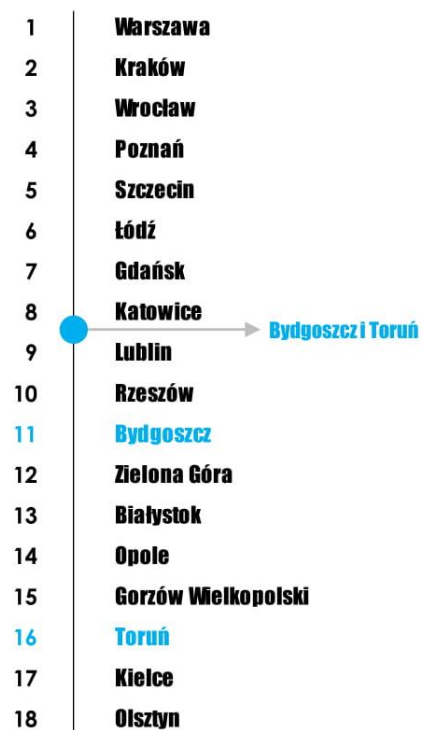 1 Warszawa
2 Kraków
3 Wrocław
4 Poznań
5 Szczecin
6 Łódź
7 Gdańsk
8 Katowice
Bydgoszcz i Toruń
9 Lublin
10 Rzeszów
11 Bydgoszcz
12 Zielona Góra
13 Białystok
14 Opole
15 Gorzów Wielkopolski
16 Toruń
17 Kielce
18 Olsztyn